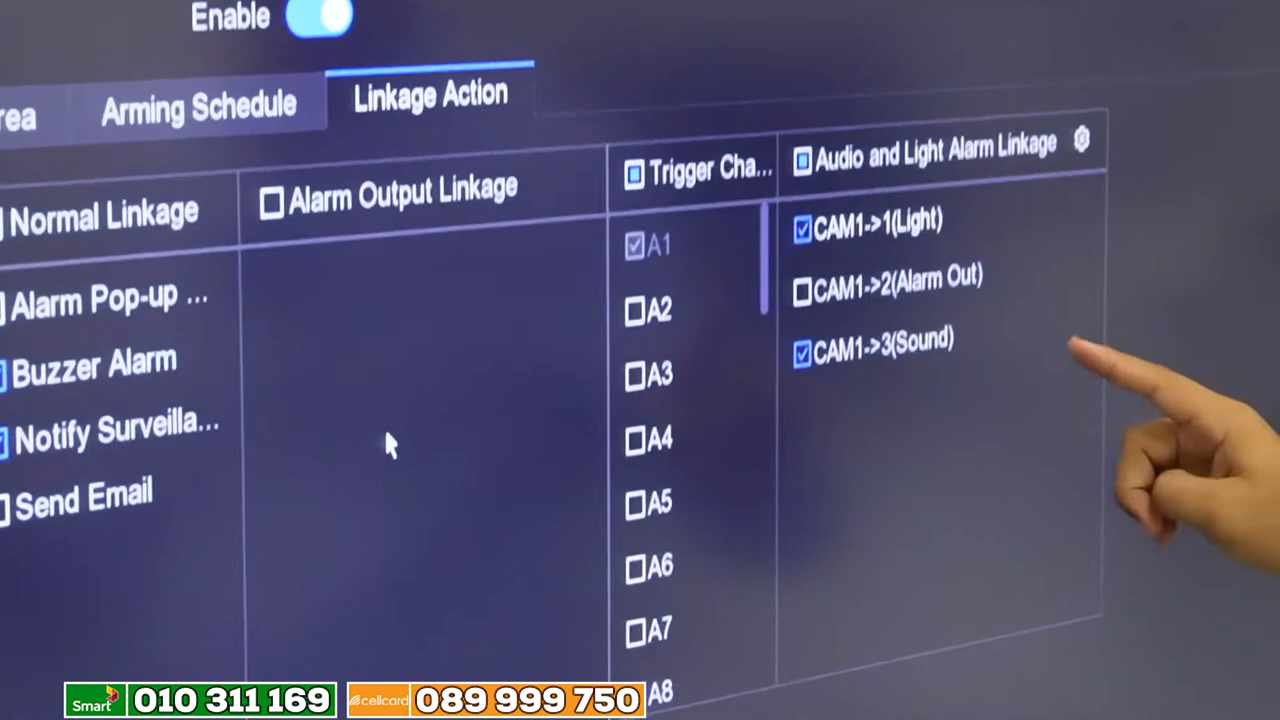 Enable
rea
Arming Schedule
Linkage Action
Normal Linkage
Alarm Pop-up ...
Buzzer Alarm
Notify Surveilla...
Send Email
Alarm Output Linkage
Trigger Cha...
A1
A2
A3
A4
A5
A6
A7
A8
Audio and Light Alarm Linkage
CAM1->1(Light)
CAM1->2(Alarm Out)
CAM1->3(Sound)
Smart 010 311 169
cellcard 089 999 750